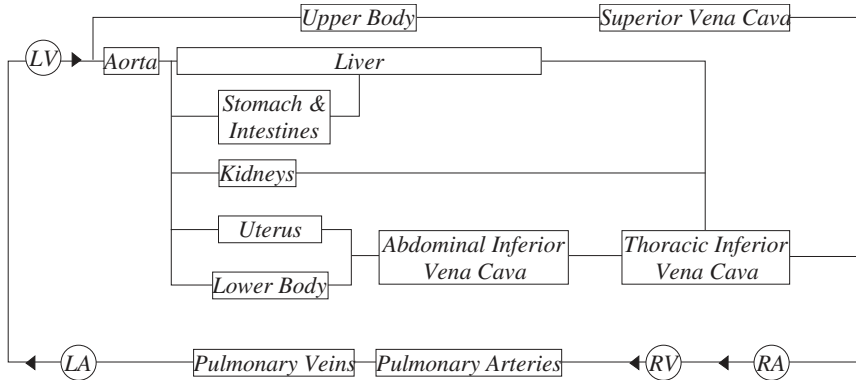 Upper Body
Superior Vena Cava
LV
Aorta
Liver
Stomach &
Intestines
Kidneys
Uterus
Lower Body
Abdominal Inferior
Vena Cava
Thoracic Inferior
Vena Cava
LA
Pulmonary Veins
Pulmonary Arteries
RV
RA